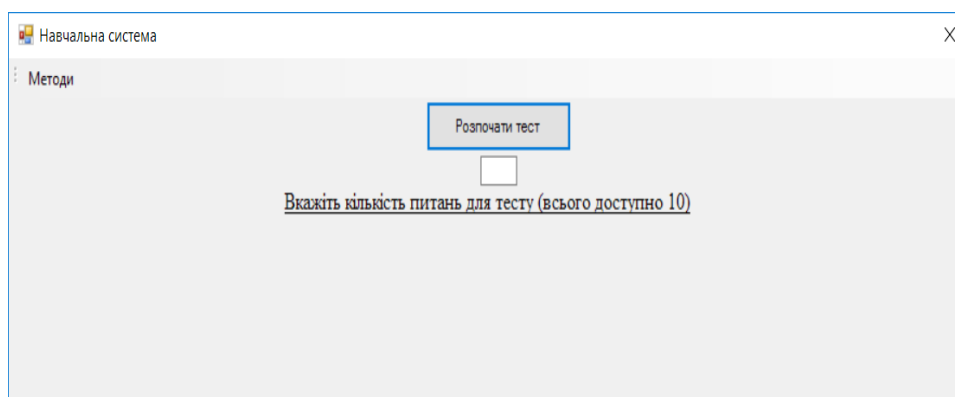 Навчальна система
Методи
Розпочати тест
Вкажіть кількість питань для тесту (всього доступно 10)